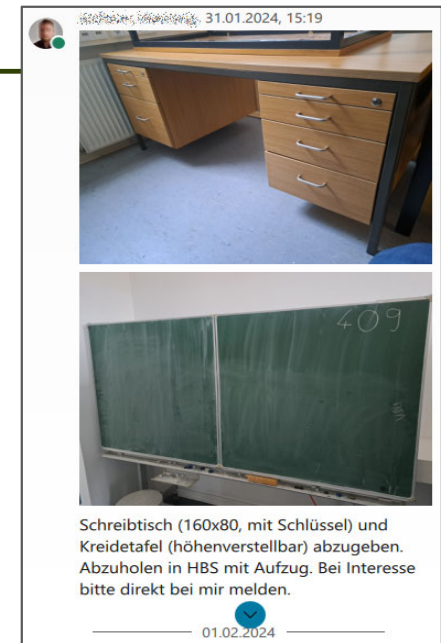 31.01.2024, 15:19
409
Schreibtisch (160x80, mit Schlüssel) und
Kreidetafel (höhenverstellbar) abzugeben.
Abzuholen in HBS mit Aufzug. Bei Interesse
bitte direkt bei mir melden.
01.02.2024